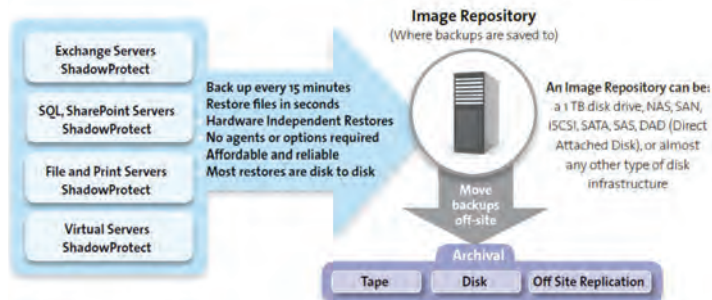 Exchange Servers
ShadowProtect
SQL, SharePoint Servers
ShadowProtect
File and Print Servers
ShadowProtect
Virtual Servers
ShadowProtect
Back up every 15 minutes
Restore files in seconds
Hardware Independent Restores
No agents or options required
Affordable and reliable
Most restores are disk to disk
Image Repository
(Where backups are saved to)
An Image Repository can be:
a 1 TB disk drive, NAS, SAN,
iSCSI, SATA, SAS, DAD (Direct
Attached Disk), or almost
any other type of disk
infrastructure
Move
backups
off-site
Archival
Tape
Disk
Off Site Replication